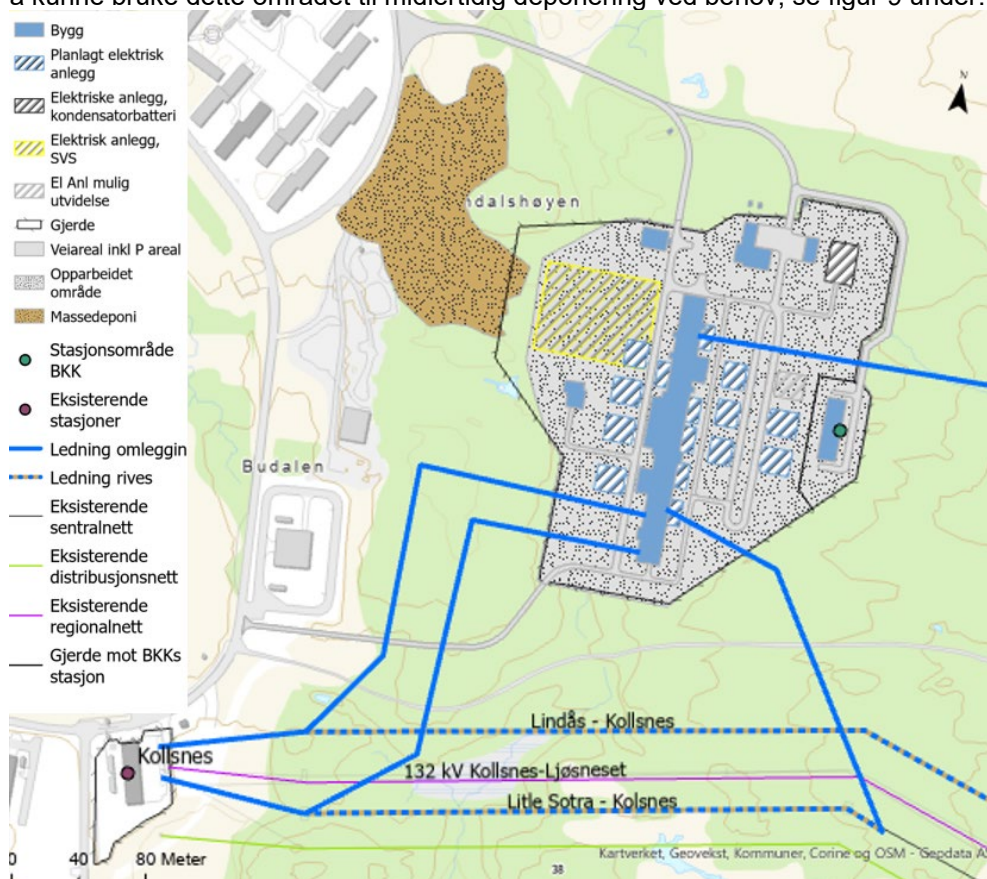 å kunne bruke dette området til midlertidig deponering ved behov, se figur 9 under.
Bygg
Planlagt elektrisk
anlegg
Elektriske anlegg,
kondensatorbatteri
Elektrisk anlegg,
SVS
El Anl mulig
utvidelse
Gjerde
Veiareal inkl P areal
Opparbeidet
område
Massedeponi
Stasjonsområde
BKK
Eksisterende
stasjoner
Ledning omleggin
Ledning rives
Eksisterende
sentralnett
Eksisterende
distribusjonsnett
Eksisterende
regionalnett
Gjerde mot BKKs
stasjon
N
ndalshøyen
Budalen
Kollsnes
Lindås - Kollsnes
132 kV Kollsnes-Ljøsneset
Litle Sotra - Kolsnes
0 40 80 Meter
38
Kartverket, Geovekst, Kommuner, Corine og OSM - Geodata A